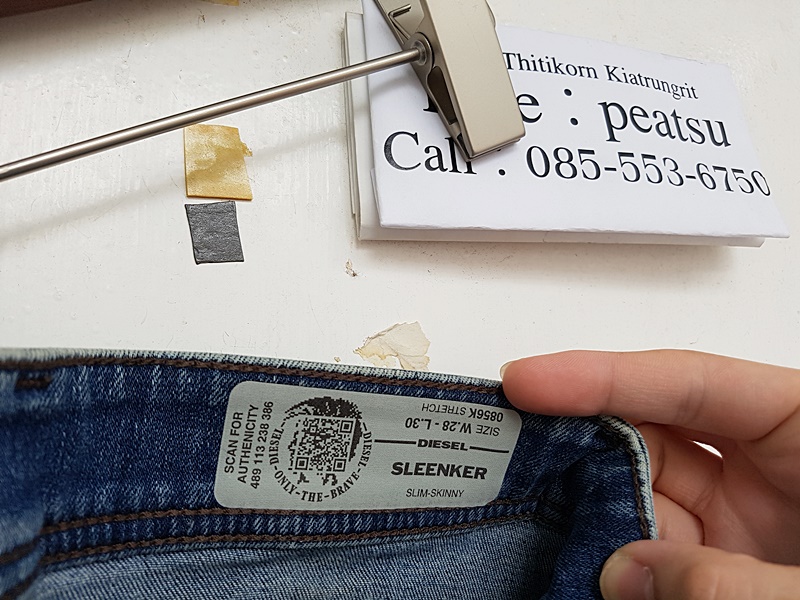 Thitikorn Kiatrungrit
e : peatsu
Call : 085-553-6750
SCAN FOR
AUTHENICITY
489 113 238 386
DIESEL
ONLY-THE-BRAVE
DIESEL
0856K STRETCH
SIZE W.28 - L.30
DIESEL
SLEENKER
SLIM-SKINNY